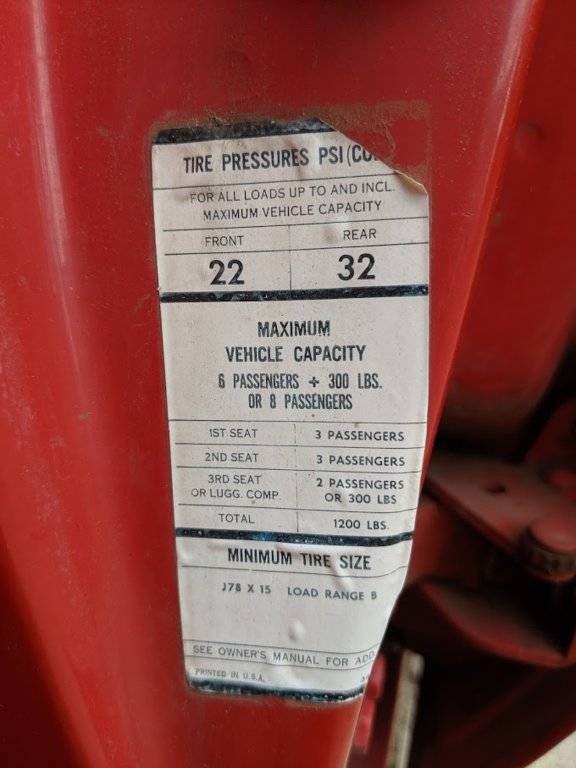 TIRE PRESSURES PSI (CO
FOR ALL LOADS UP TO AND INCL.
MAXIMUM VEHICLE CAPACITY
FRONT REAR
22 32
MAXIMUM
VEHICLE CAPACITY
6 PASSENGERS + 300 LBS.
OR 8 PASSENGERS
1ST SEAT 3 PASSENGERS
2ND SEAT 3 PASSENGERS
3RD SEAT 2 PASSENGERS
OR LUGG. COMP. OR 300 LBS
TOTAL 1200 LBS.
MINIMUM TIRE SIZE
J78 X 15 LOAD RANGE B
SEE OWNER'S MANUAL FOR ADD
PRINTED IN U.S.A.